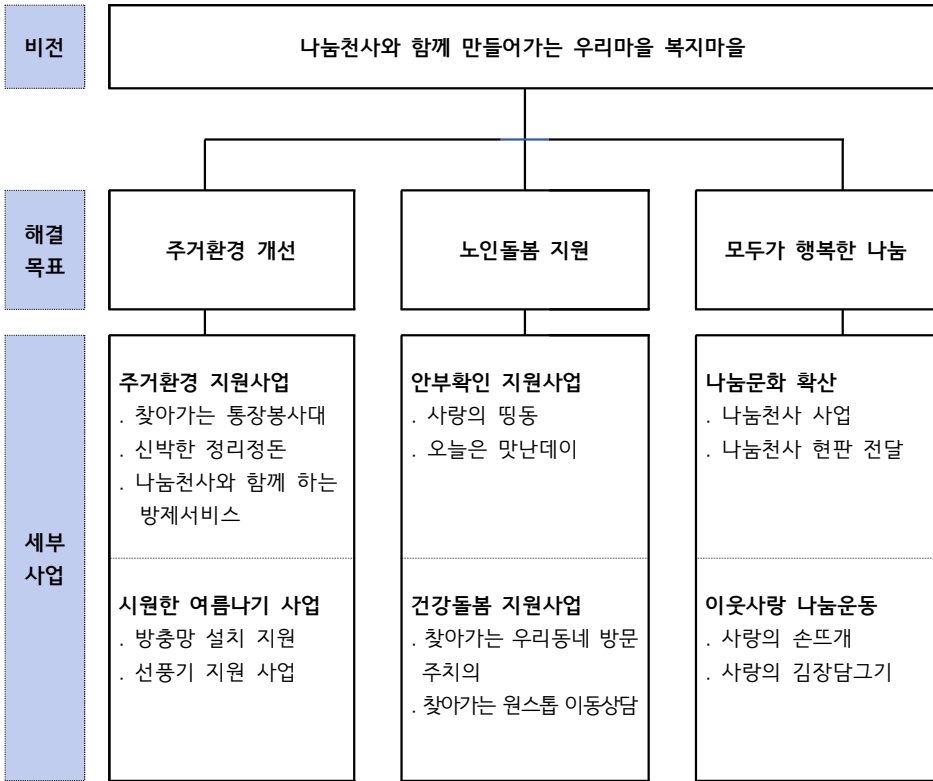 비전
나눔천사와 함께 만들어가는 우리마을 복지마을
해결
목표
주거환경 개선
노인돌봄 지원
모두가 행복한 나눔
세부
사업
주거환경 지원사업
. 찾아가는 통장봉사대
. 신박한 정리정돈
. 나눔천사와 함께 하는
방제서비스
시원한 여름나기 사업
. 방충망 설치 지원
. 선풍기 지원 사업
안부확인 지원사업
. 사랑의 띵동
. 오늘은 맛난데이
건강돌봄 지원사업
. 찾아가는 우리동네 방문
주치의
. 찾아가는 원스톱 이동상담
나눔문화 확산
. 나눔천사 사업
. 나눔천사 현판 전달
이웃사랑 나눔운동
. 사랑의 손뜨개
. 사랑의 김장담그기